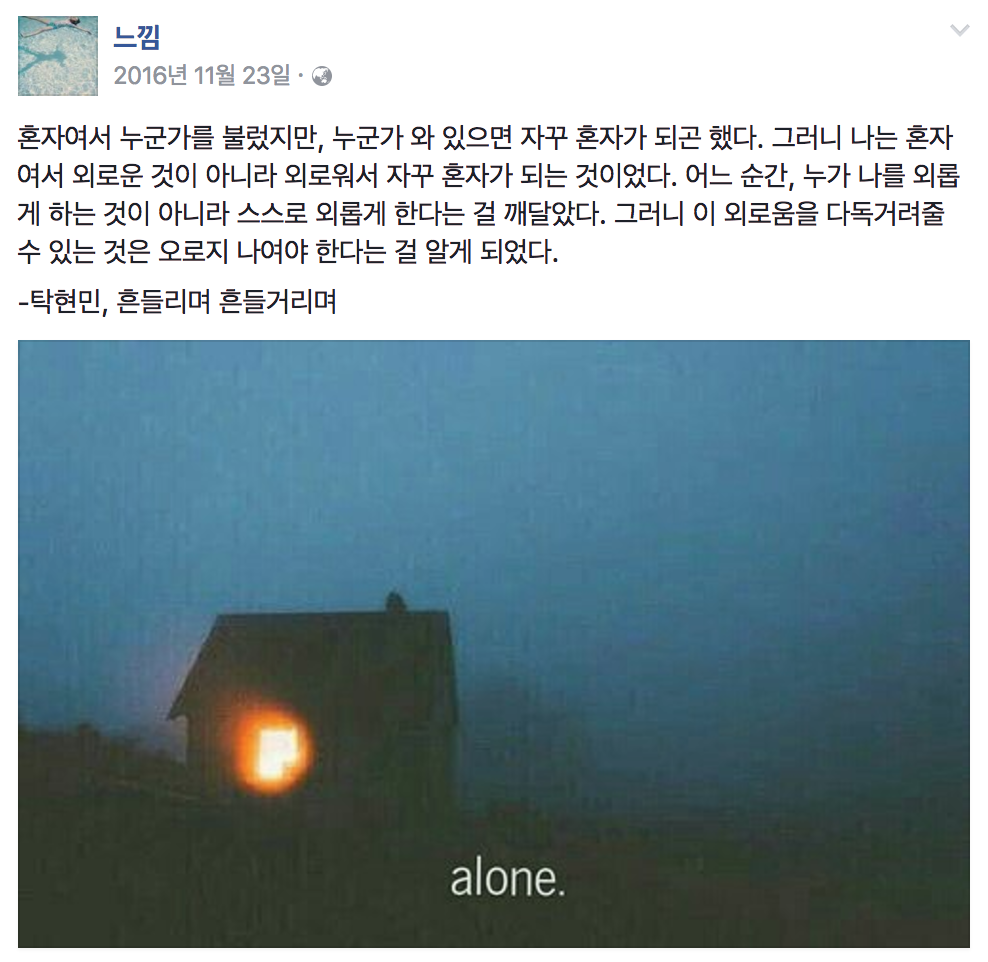 느낌
2016년 11월 23일 ·
혼자여서 누군가를 불렀지만, 누군가 와 있으면 자꾸 혼자가 되곤 했다. 그러니 나는 혼자
여서 외로운 것이 아니라 외로워서 자꾸 혼자가 되는 것이었다. 어느 순간, 누가 나를 외롭
게 하는 것이 아니라 스스로 외롭게 한다는 걸 깨달았다. 그러니 이 외로움을 다독거려줄
수 있는 것은 오로지 나여야 한다는 걸 알게 되었다.
-탁현민, 흔들리며 흔들거리며
alone.